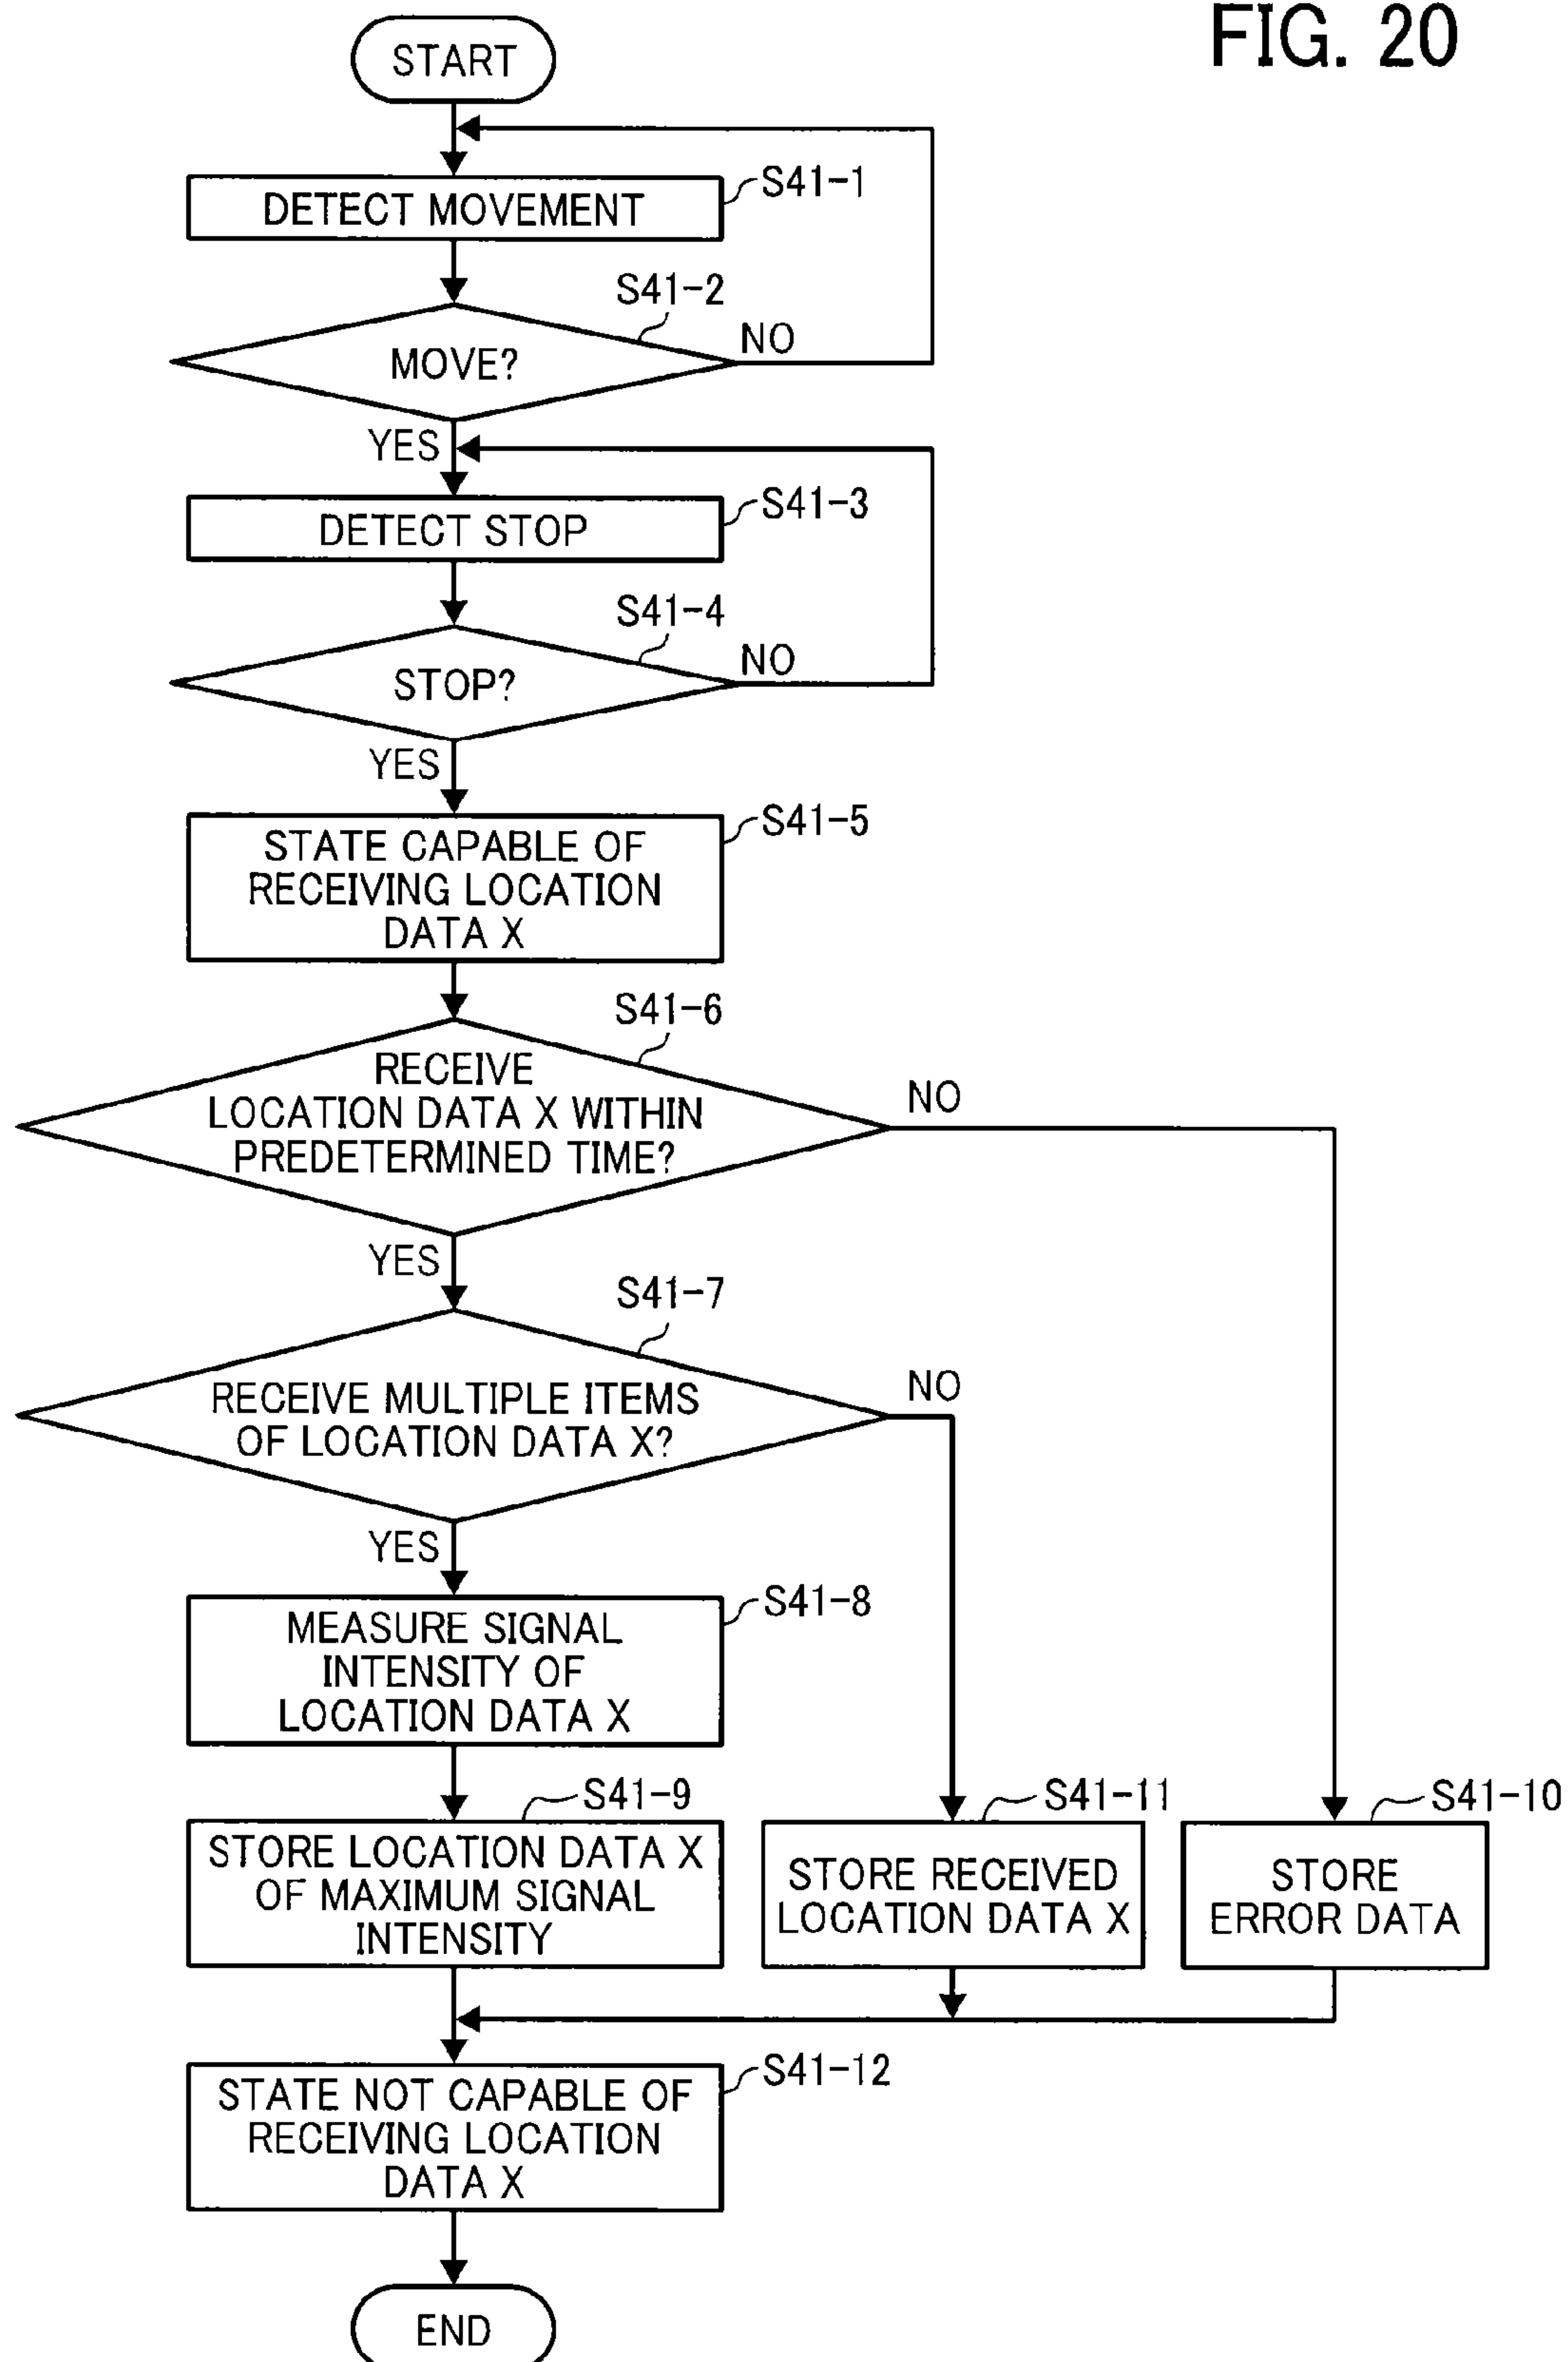 FIG. 20
START
DETECT MOVEMENT
S41-1
S41-2
MOVE?
NO
YES
DETECT STOP
S41-3
S41-4
STOP?
NO
YES
STATE CAPABLE OF
RECEIVING LOCATION
DATA X
S41-5
S41-6
RECEIVE
LOCATION DATA X WITHIN
PREDETERMINED TIME?
NO
YES
S41-7
RECEIVE MULTIPLE ITEMS
OF LOCATION DATA X?
NO
YES
MEASURE SIGNAL
INTENSITY OF
LOCATION DATA X
S41-8
S41-9
STORE LOCATION DATA X
OF MAXIMUM SIGNAL
INTENSITY
S41-11
STORE RECEIVED
LOCATION DATA X
S41-10
STORE
ERROR DATA
STATE NOT CAPABLE OF
RECEIVING LOCATION
DATA X
S41-12
END